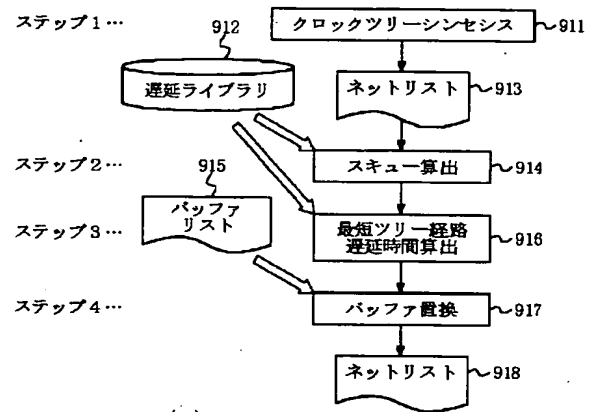 ステップ1… クロックツリーシンセシス 911
912
遅延ライブラリ
ネットリスト 913
ステップ2… スキュー算出 914
915
バッファ
リスト
ステップ3… 最短ツリー経路
遅延時間算出 916
ステップ4… バッファ置換 917
ネットリスト 918